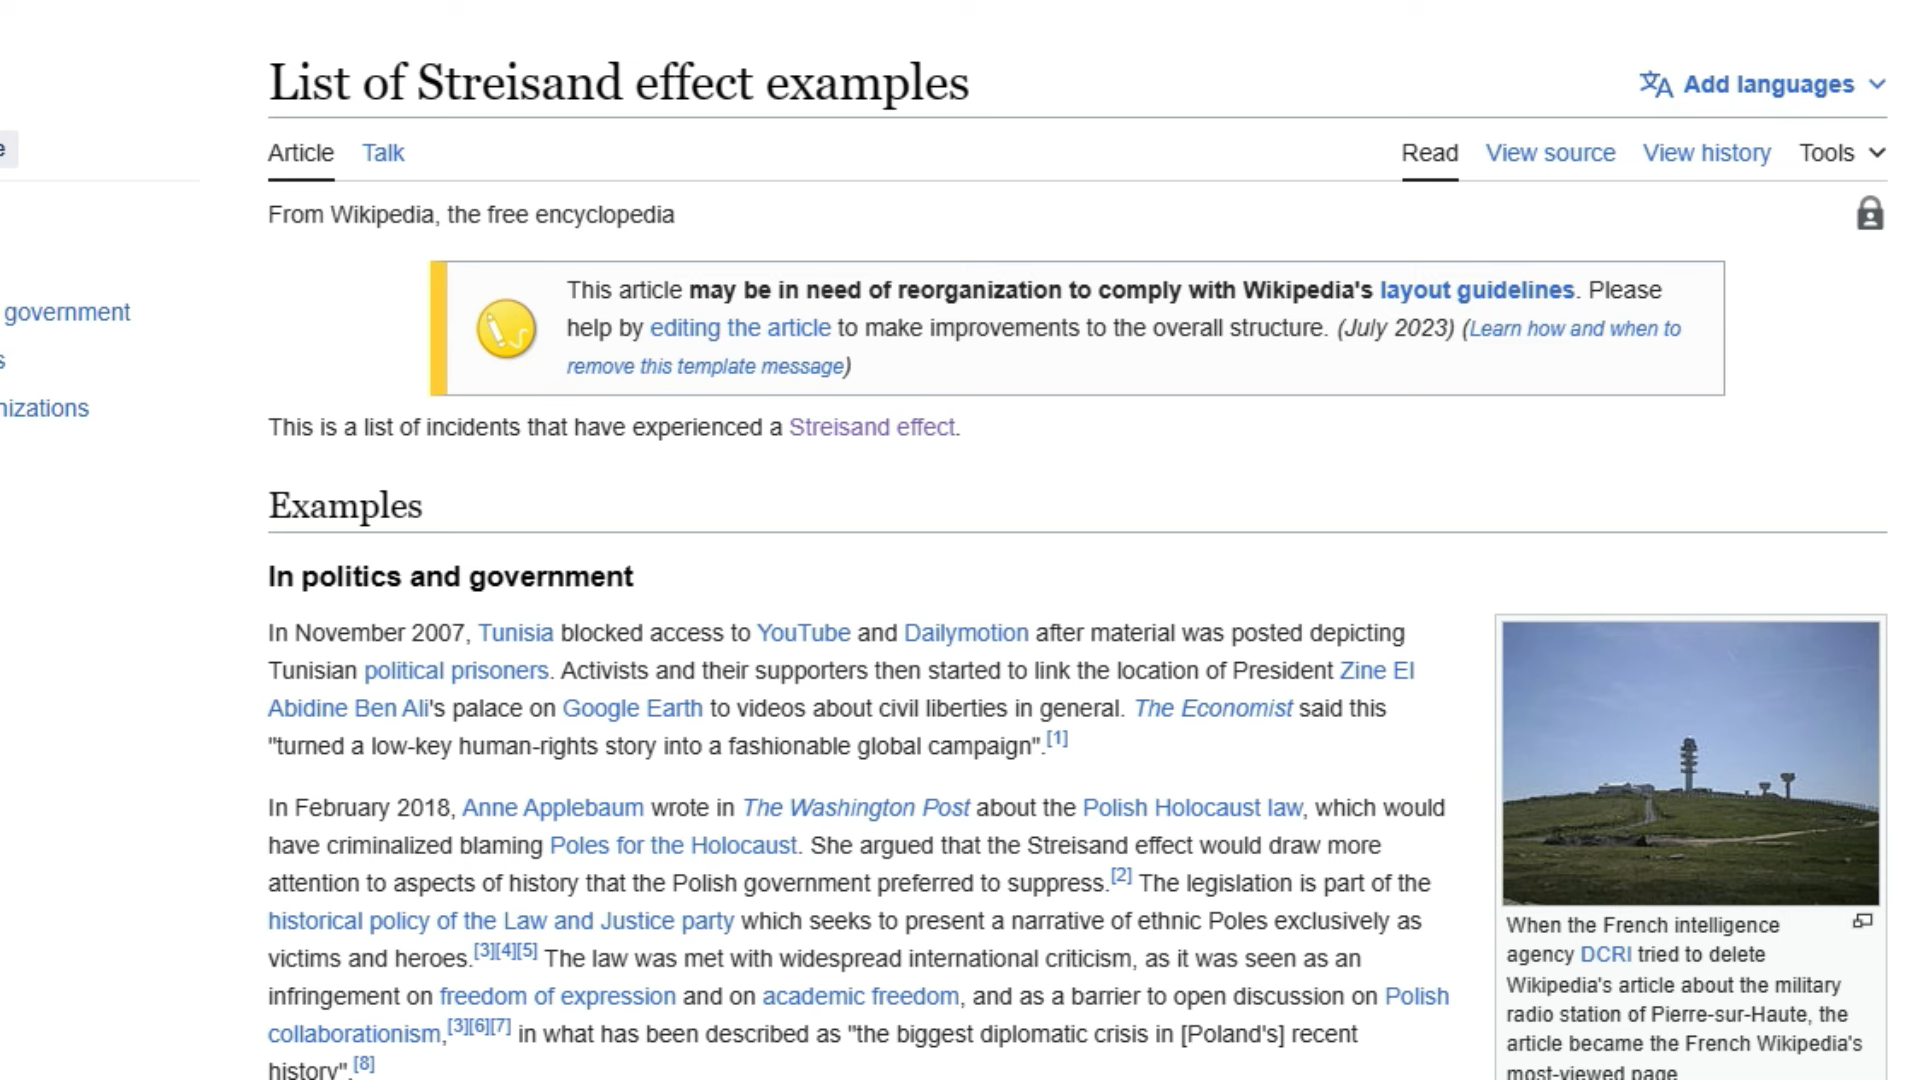 List of Streisand effect examples
Add languages
e
Article Talk
Read View source View history Tools
From Wikipedia, the free encyclopedia
This article may be in need of reorganization to comply with Wikipedia's layout guidelines. Please
help by editing the article to make improvements to the overall structure. (July 2023) (Learn how and when to
remove this template message)
government
s
nizations
This is a list of incidents that have experienced a Streisand effect.
Examples
In politics and government
In November 2007, Tunisia blocked access to YouTube and Dailymotion after material was posted depicting
Tunisian political prisoners. Activists and their supporters then started to link the location of President Zine El
Abidine Ben Ali's palace on Google Earth to videos about civil liberties in general. The Economist said this
"turned a low-key human-rights story into a fashionable global campaign".[1]
In February 2018, Anne Applebaum wrote in The Washington Post about the Polish Holocaust law, which would
have criminalized blaming Poles for the Holocaust. She argued that the Streisand effect would draw more
attention to aspects of history that the Polish government preferred to suppress.[2] The legislation is part of the
historical policy of the Law and Justice party which seeks to present a narrative of ethnic Poles exclusively as
victims and heroes.[3][4][5] The law was met with widespread international criticism, as it was seen as an
infringement on freedom of expression and on academic freedom, and as a barrier to open discussion on Polish
collaborationism,[3][6][7] in what has been described as "the biggest diplomatic crisis in [Poland's] recent
history".[8]
When the French intelligence
agency DCRI tried to delete
Wikipedia's article about the military
radio station of Pierre-sur-Haute, the
article became the French Wikipedia's
most-viewed page